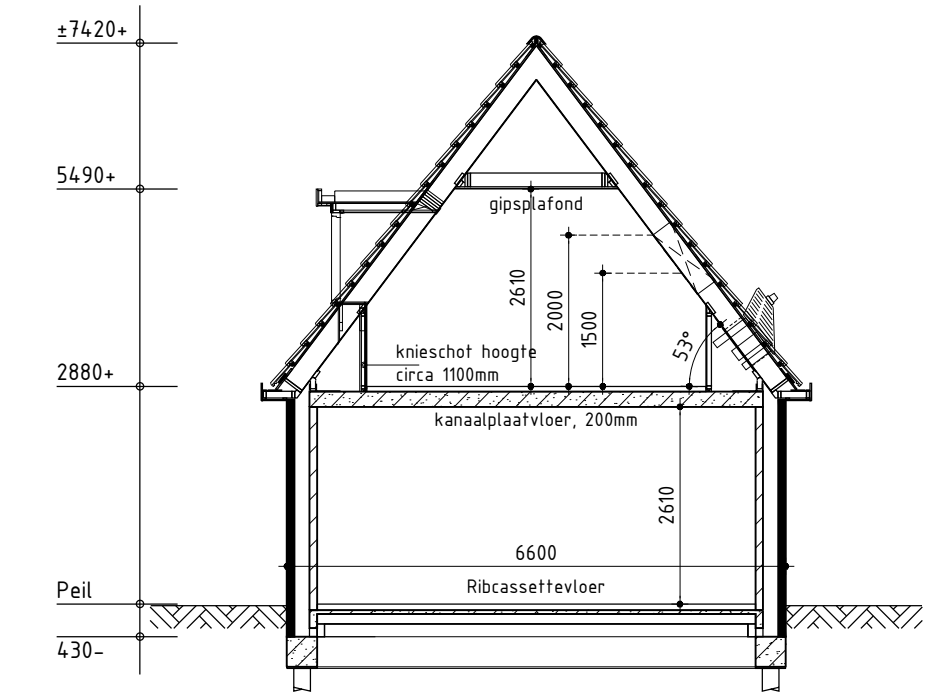 ±7420+
5490+
gipsplafond
2610
2000
1500
53°
knieschot hoogte
circa 1100mm
2880+
kanaalplaatvloer, 200mm
2610
6600
Ribcassettevloer
Peil
430-